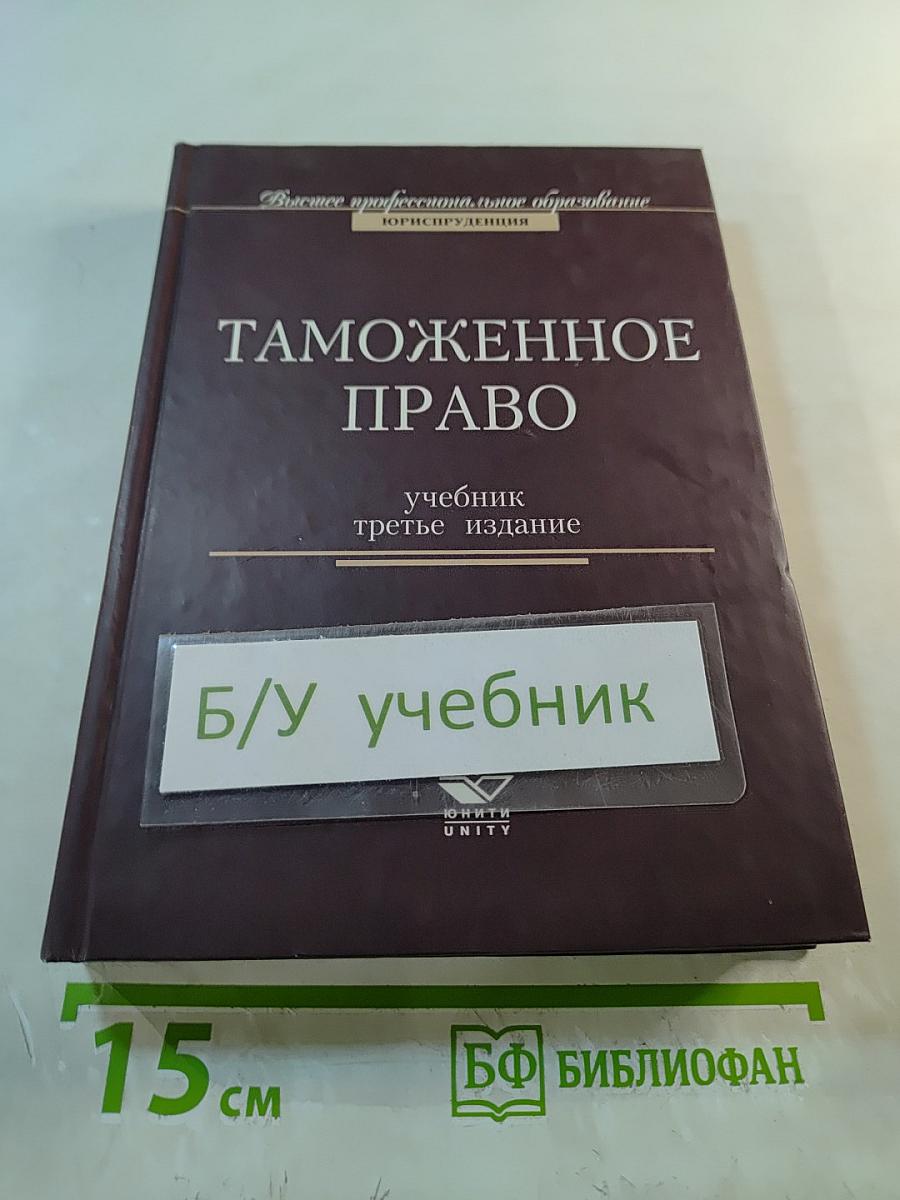 Высшее профессиональное образование
ЮРИСПРУДЕНЦИЯ
ТАМОЖЕННОЕ
ПРАВО
учебник
третье издание
Б/У учебник
ЮНИТИ
UNITY
15 см
БФ БИБЛИОФАН